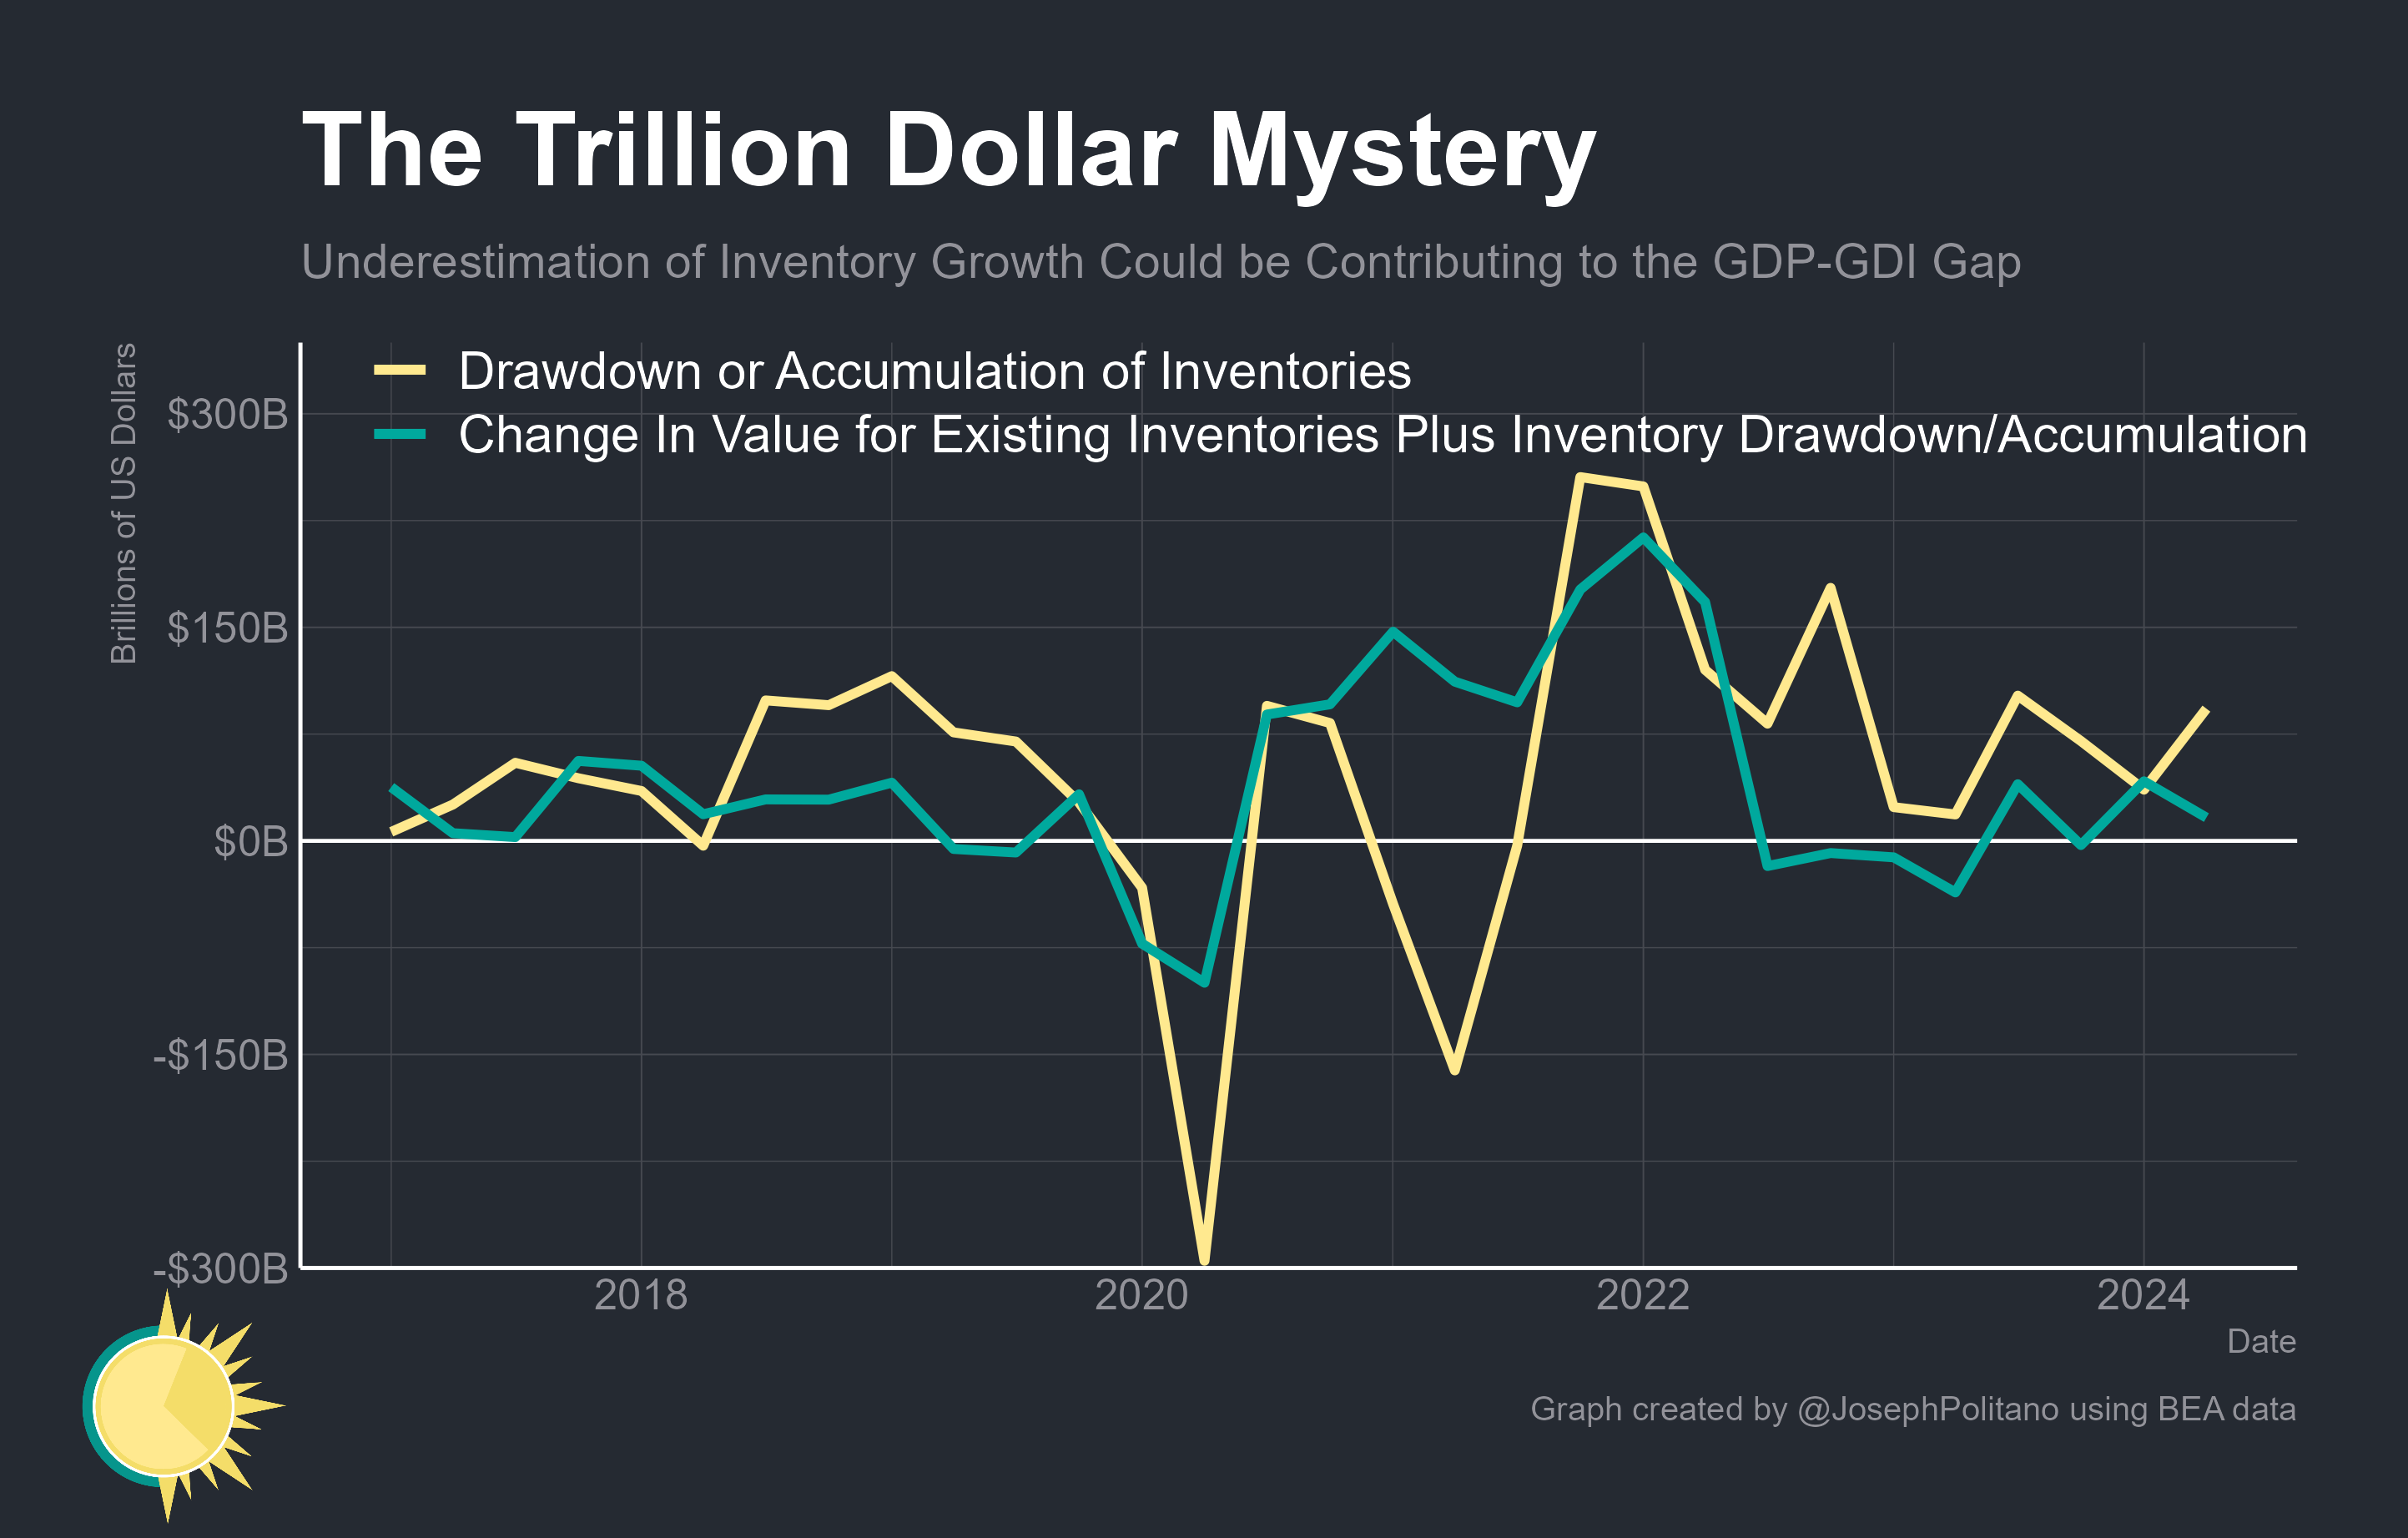 The Trillion Dollar Mystery
Underestimation of Inventory Growth Could be Contributing to the GDP-GDI Gap
Brillions of US Dollars
Drawdown or Accumulation of Inventories
Change In Value for Existing Inventories Plus Inventory Drawdown/Accumulation
$300B
$150B
$0B
-$150B
-$300B
2018 2020 2022 2024
Date
Graph created by @JosephPolitano using BEA data